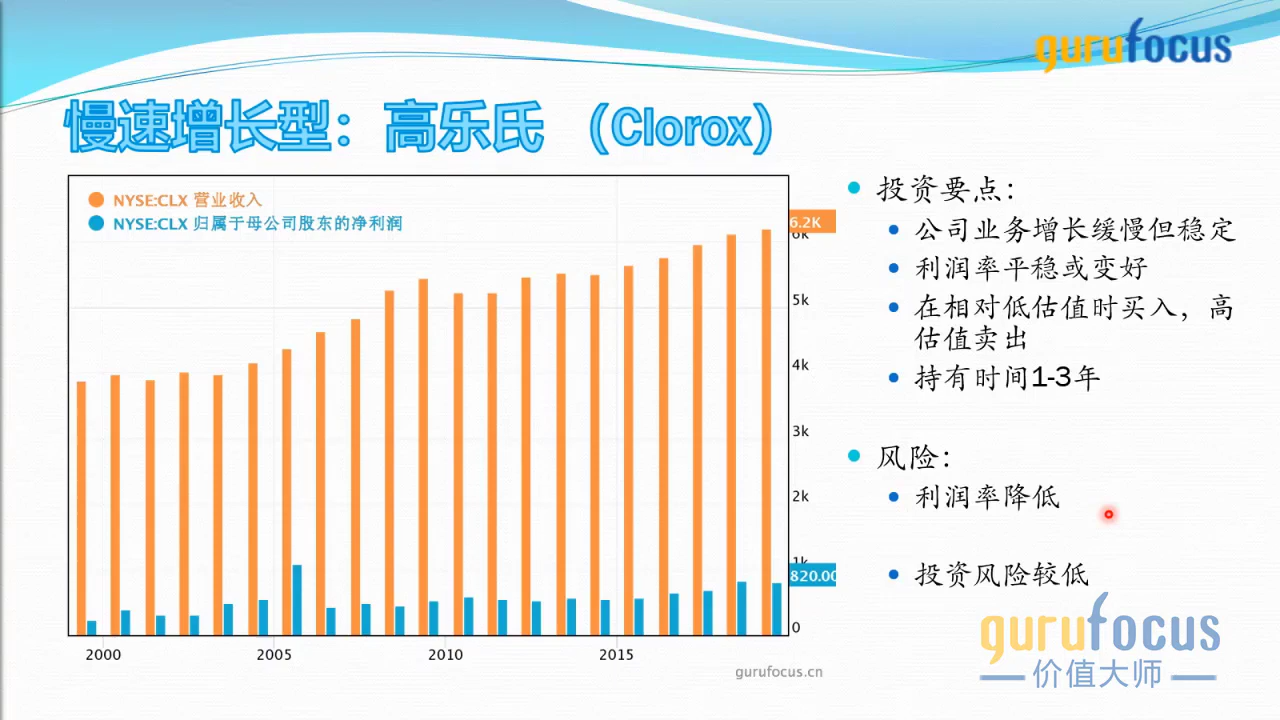 gurufocus
慢速增长型：高乐氏 （Clorox）
NYSE:CLX 营业收入
NYSE:CLX 归属于母公司股东的净利润
6.2K
6k
5k
4k
3k
2k
1k
820.00
0
2000
2005
2010
2015
gurufocus.cn
投资要点：
公司业务增长缓慢但稳定
利润率平稳或变好
在相对低估值时买入，高
估值卖出
持有时间1-3年
风险：
利润率降低
投资风险较低
gurufocus
价值大师